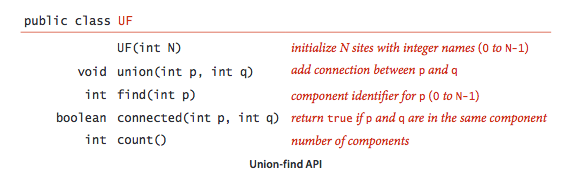 public class UF
UF(int N) initialize N sites with integer names (0 to N-1)
void union(int p, int q) add connection between p and q
int find(int p) component identifier for p (0 to N-1)
boolean connected(int p, int q) return true if p and q are in the same component
int count() number of components
Union-find API